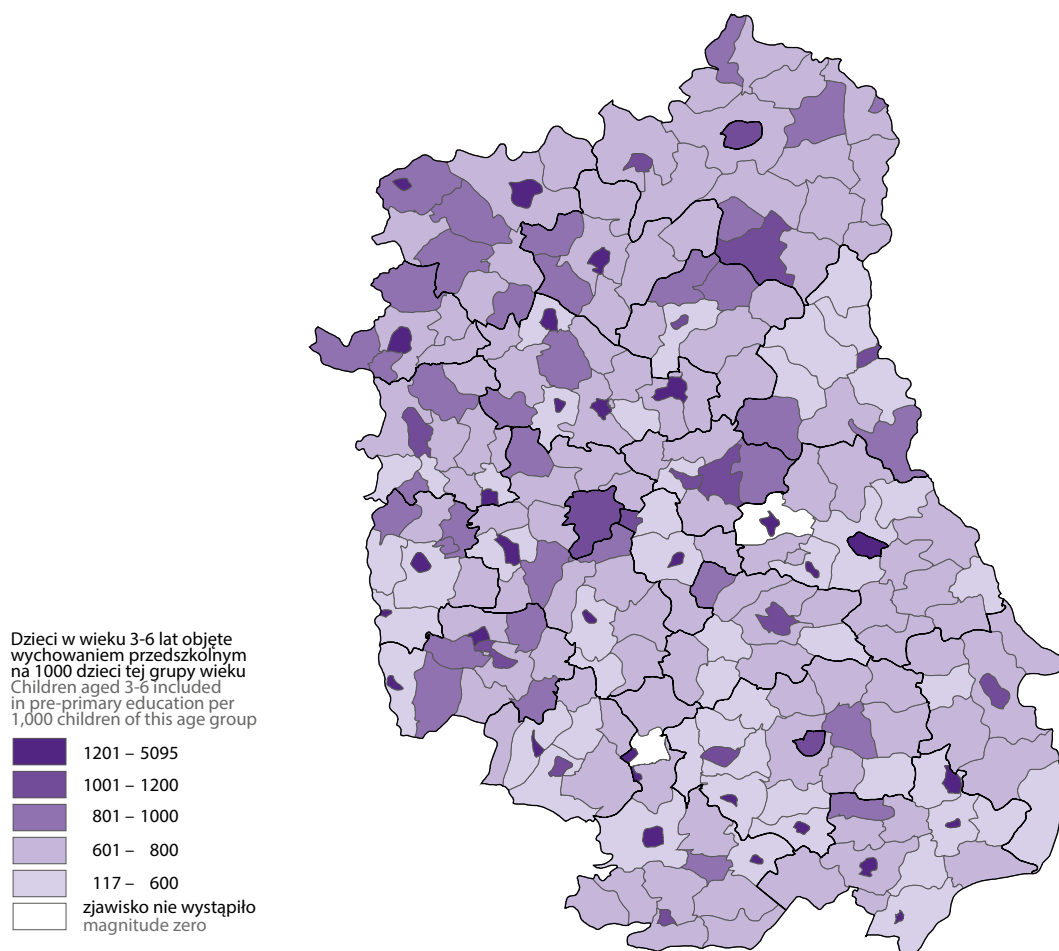 Dzieci w wieku 3-6 lat objęte
wychowaniem przedszkolnym
na 1000 dzieci tej grupy wieku
Children aged 3-6 included
in pre-primary education per
1,000 children of this age group
1201 – 5095
1001 – 1200
801 – 1000
601 – 800
117 – 600
zjawisko nie wystąpiło
magnitude zero